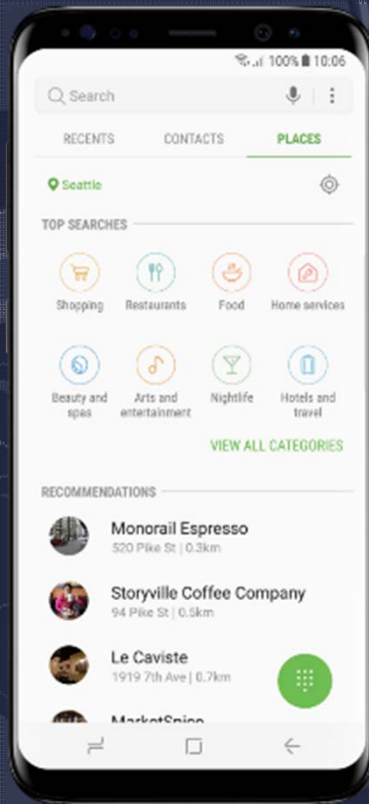 100% 10:06
Search
RECENTS CONTACTS PLACES
Seattle
TOP SEARCHES
Shopping Restaurants Food Home services
Beauty and spas Arts and entertainment Nightlife Hotels and travel
VIEW ALL CATEGORIES
RECOMMENDATIONS
Monorail Espresso
520 Pike St | 0.3km
Storyville Coffee Company
94 Pike St | 0.5km
Le Caviste
1919 7th Ave | 0.7km
MarketSpice